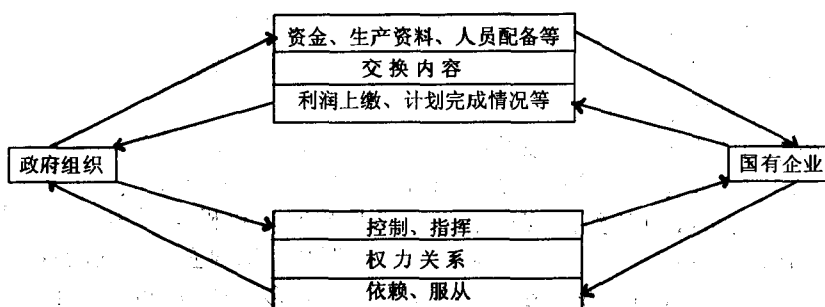 资金、生产资料、人员配备等
交换内容
利润上缴、计划完成情况等
政府组织
国有企业
控制、指挥
权力关系
依赖、服从